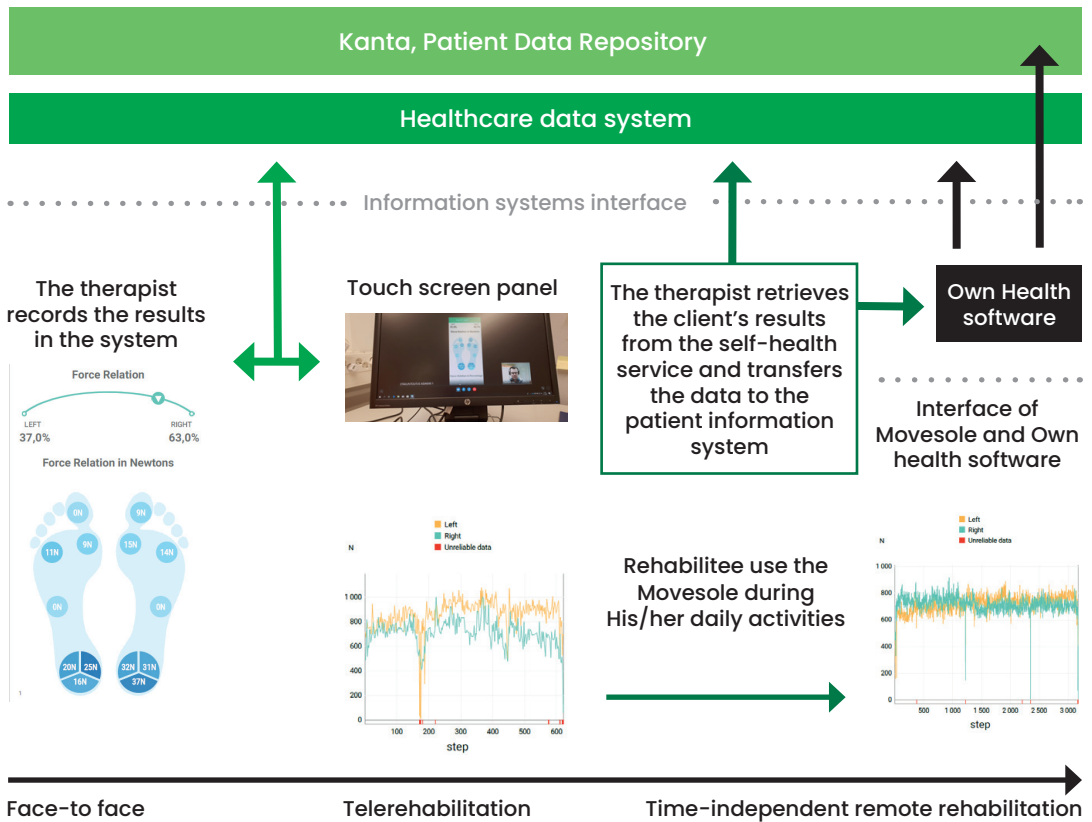 Kanta, Patient Data Repository
Healthcare data system
Information systems interface
The therapist
records the results
in the system
Force Relation
LEFT
37,0%
RIGHT
63,0%
Force Relation in Newtons
0N
9N
11N
9N
15N
14N
0N
0N
20N
25N
16N
32N
31N
37N
1
Touch screen panel
hp
The therapist retrieves
the client's results
from the self-health
service and transfers
the data to the
patient information
system
Own Health
software
Interface of
Movesole and Own
health software
Left
Right
Unreliable data
N
1 000
800
600
400
200
0
100
200
300
400
500
600
step
Rehabilitee use the
Movesole during
His/her daily activities
Left
Right
Unreliable data
N
1 000
800
600
400
200
0
500
1 000
1 500
2 000
2 500
3 000
step
Face-to face
Telerehabilitation
Time-independent remote rehabilitation